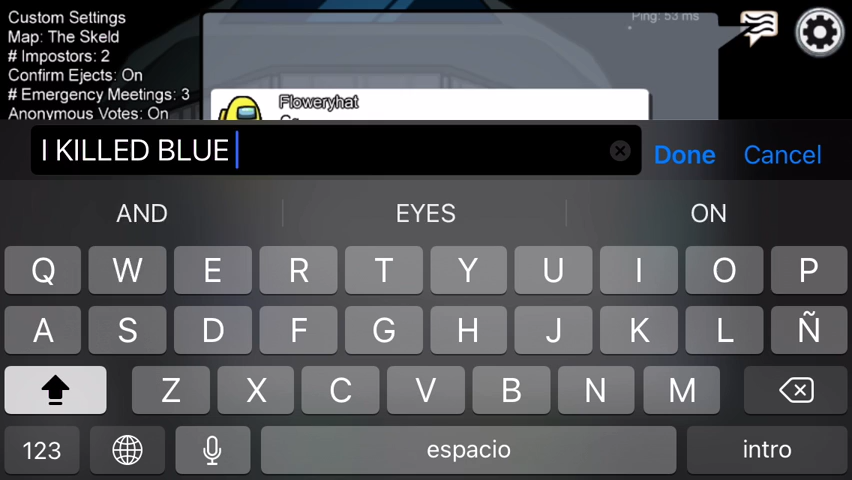 Custom Settings
Map: The Skeld
# Impostors: 2
Confirm Ejects: On
# Emergency Meetings: 3
Anonymous Votes: On
Ping: 53 ms
Floweryhat
I KILLED BLUE
Done
Cancel
AND EYES ON
Q W E R T Y U I O P
A S D F G H J K L Ñ
Z X C V B N M
123 espacio intro